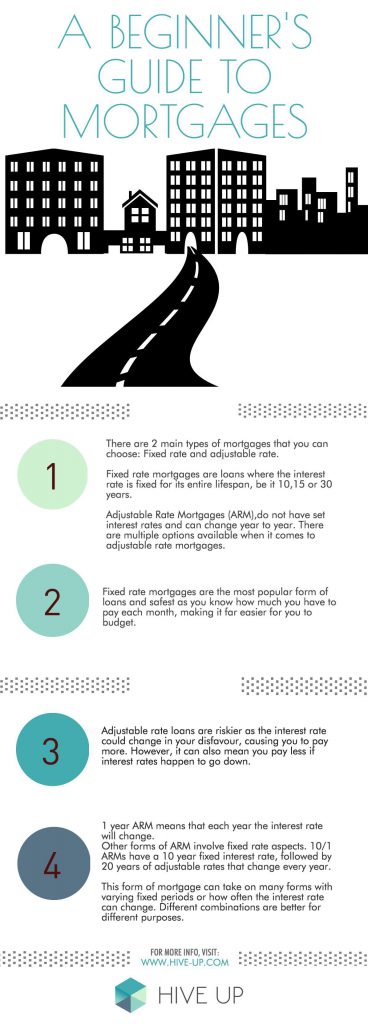 A BEGINNER'S
GUIDE TO
MORTGAGES
1
There are 2 main types of mortgages that you can
choose: Fixed rate and adjustable rate.
Fixed rate mortgages are loans where the interest
rate is fixed for its entire lifespan, be it 10,15 or 30
years.
Adjustable Rate Mortgages (ARM),do not have set
interest rates and can change year to year. There
are multiple options available when it comes to
adjustable rate mortgages.
2
Fixed rate mortgages are the most popular form of
loans and safest as you know how much you have to
pay each month, making it far easier for you to
budget.
3
Adjustable rate loans are riskier as the interest rate
could change in your disfavour, causing you to pay
more. However, it can also mean you pay less if
interest rates happen to go down.
4
1 year ARM means that each year the interest rate
will change.
Other forms of ARM involve fixed rate aspects. 10/1
ARMs have a 10 year fixed interest rate, followed by
20 years of adjustable rates that change every year.
This form of mortgage can take on many forms with
varying fixed periods or how often the interest rate
can change. Different combinations are better for
different purposes.
FOR MORE INFO, VISIT:
WWW.HIVE-UP.COM
HIVE UP